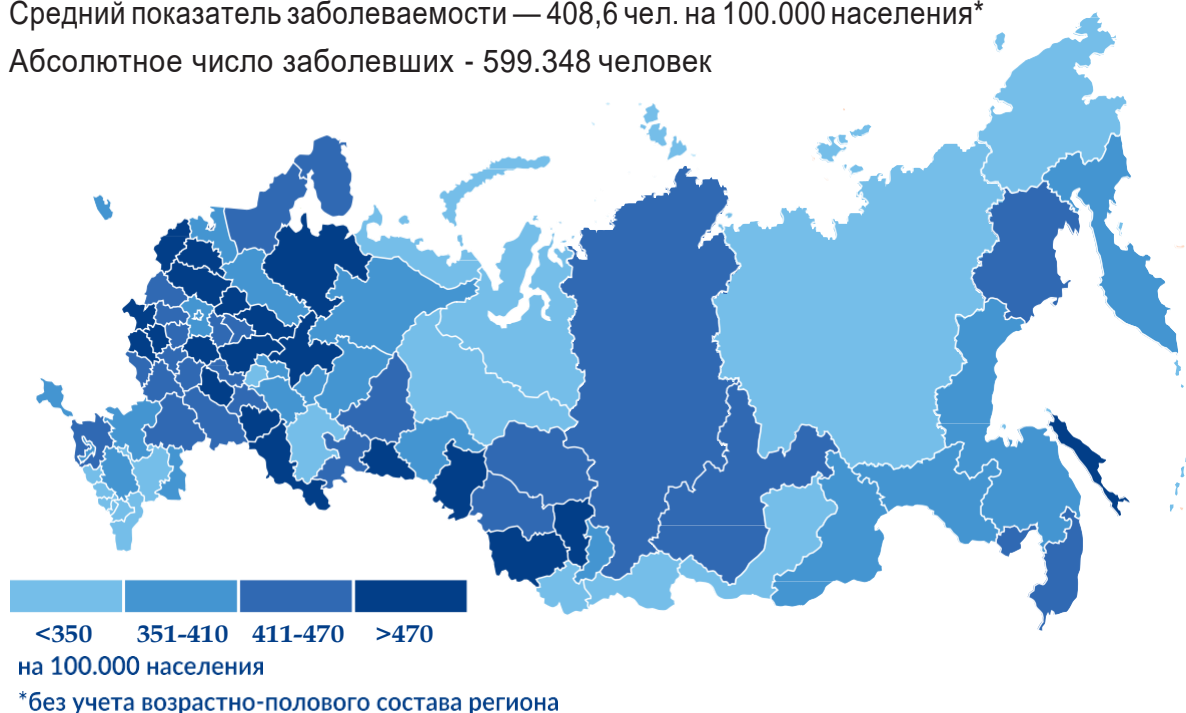 Средний показатель заболеваемости — 408,6 чел. на 100.000 населения*
Абсолютное число заболевших - 599.348 человек
<350 351-410 411-470 >470
на 100.000 населения
*без учета возрастно-полового состава региона